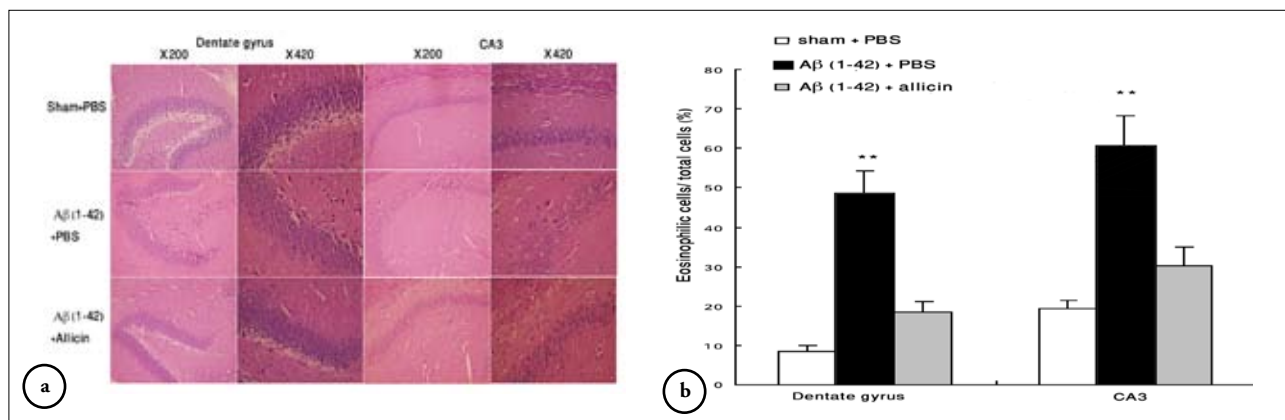 Dentate gyrus CA3
X200 X420 X200 X420
Sham+PBS
Aβ (1-42)
+PBS
Aβ (1-42)
+Allicin
a
sham + PBS
Aβ (1-42) + PBS
Aβ (1-42) + allicin
Eosinophilic cells/ total cells (%)
80
70
60
50
40
30
20
10
0
**
**
Dentate gyrus CA3
b